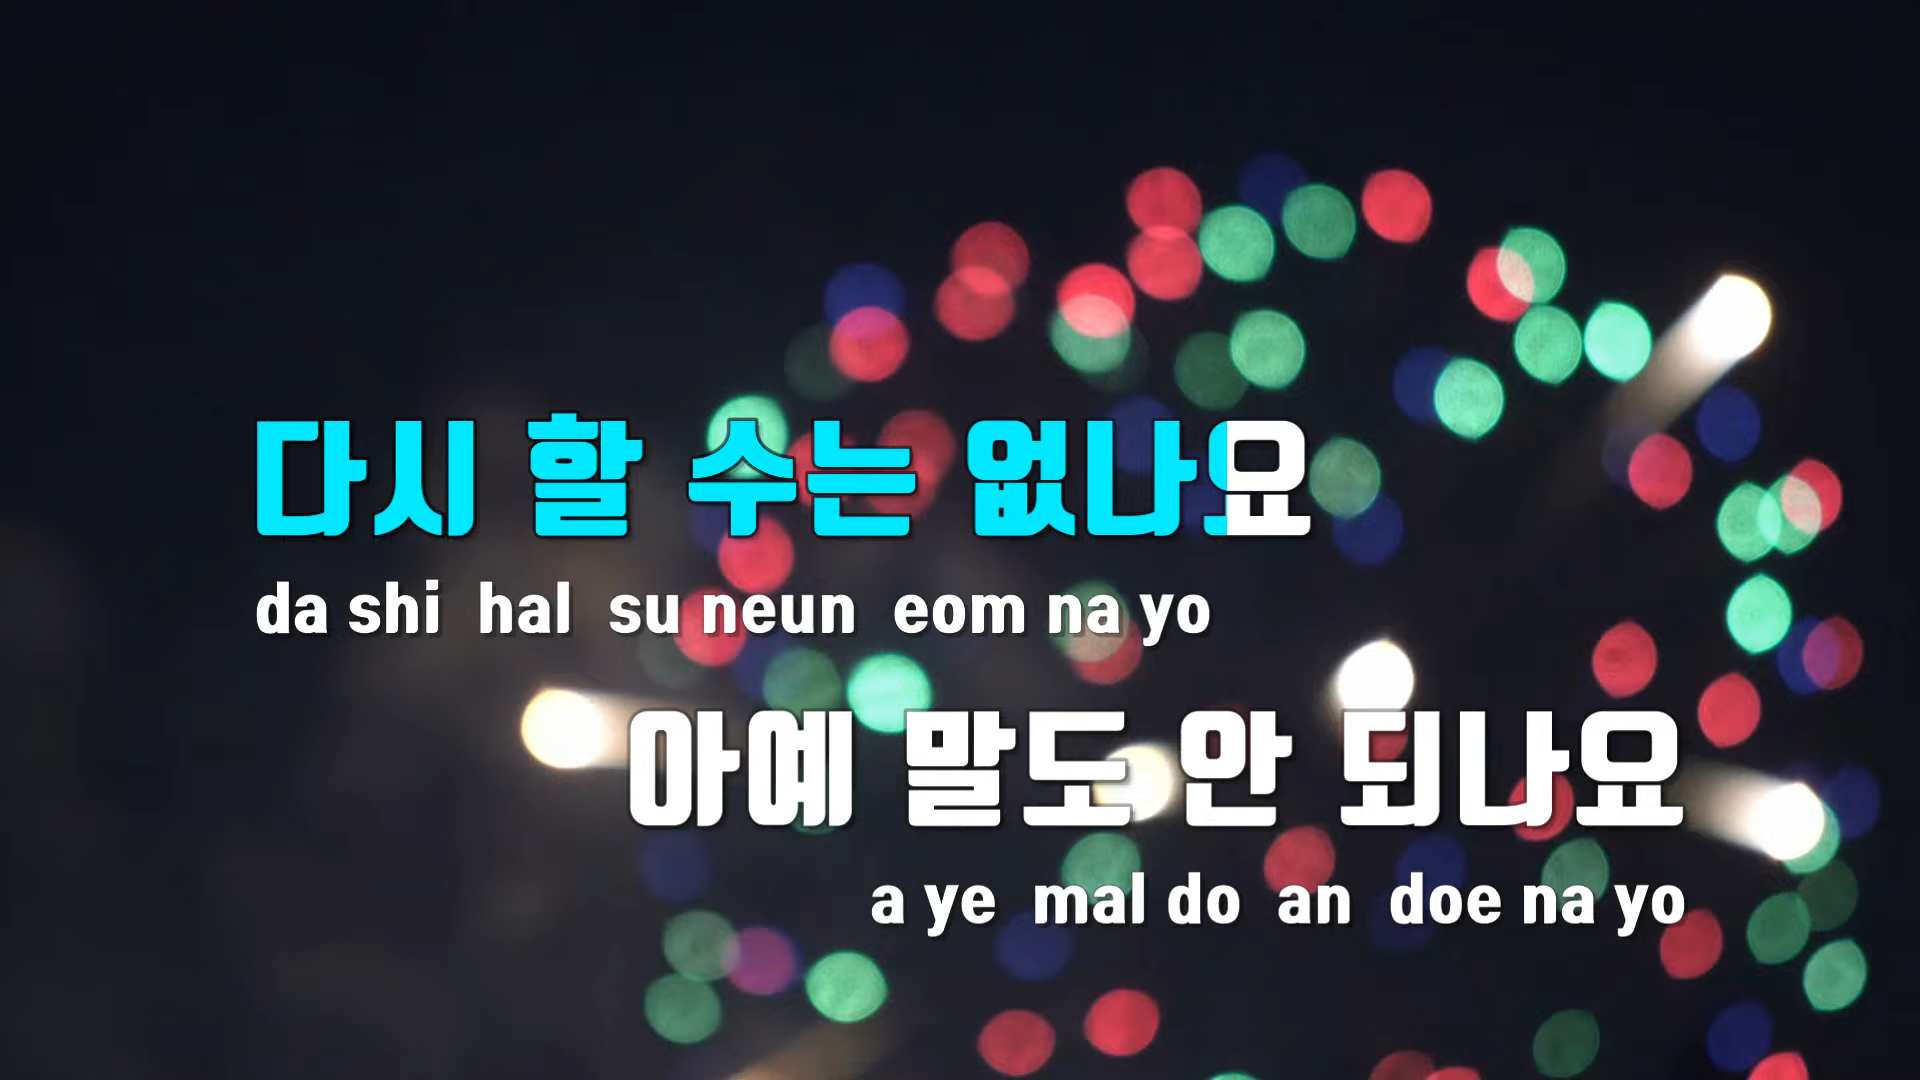 다시 할 수는 없나요
da shi hal su neun eom na yo
아예 말도 안 되나요
a ye mal do an doe na yo